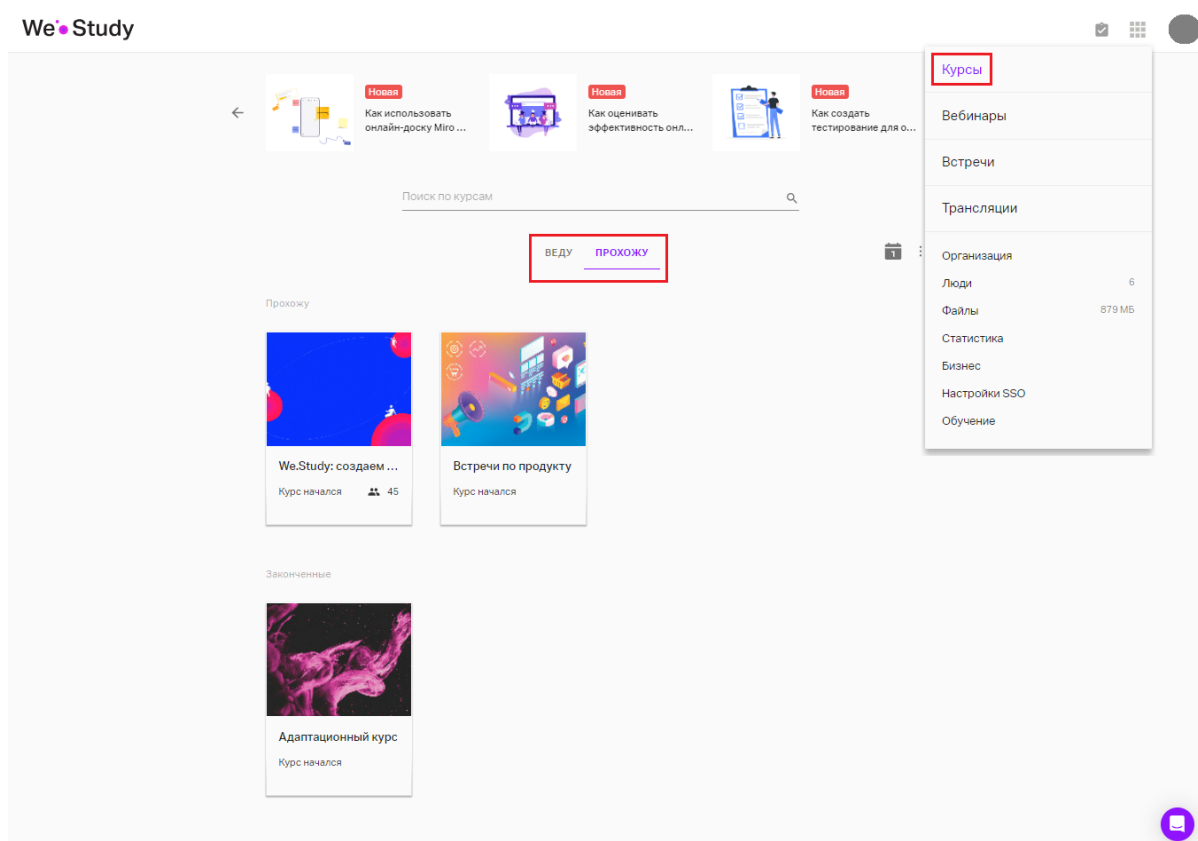 We Study
Новая
Как использовать
онлайн-доску Miro ...
Новая
Как оценивать
эффективность онл...
Новая
Как создать
тестирование для о...
Поиск по курсам
ВЕДУ ПРОХОЖУ
1
Прохожу
We.Study: создаем ...
Курс начался 45
Встречи по продукту
Курс начался
Законченные
Адаптационный курс
Курс начался
Курсы
Вебинары
Встречи
Трансляции
Организация
Люди 6
Файлы 879 МБ
Статистика
Бизнес
Настройки SSO
Обучение